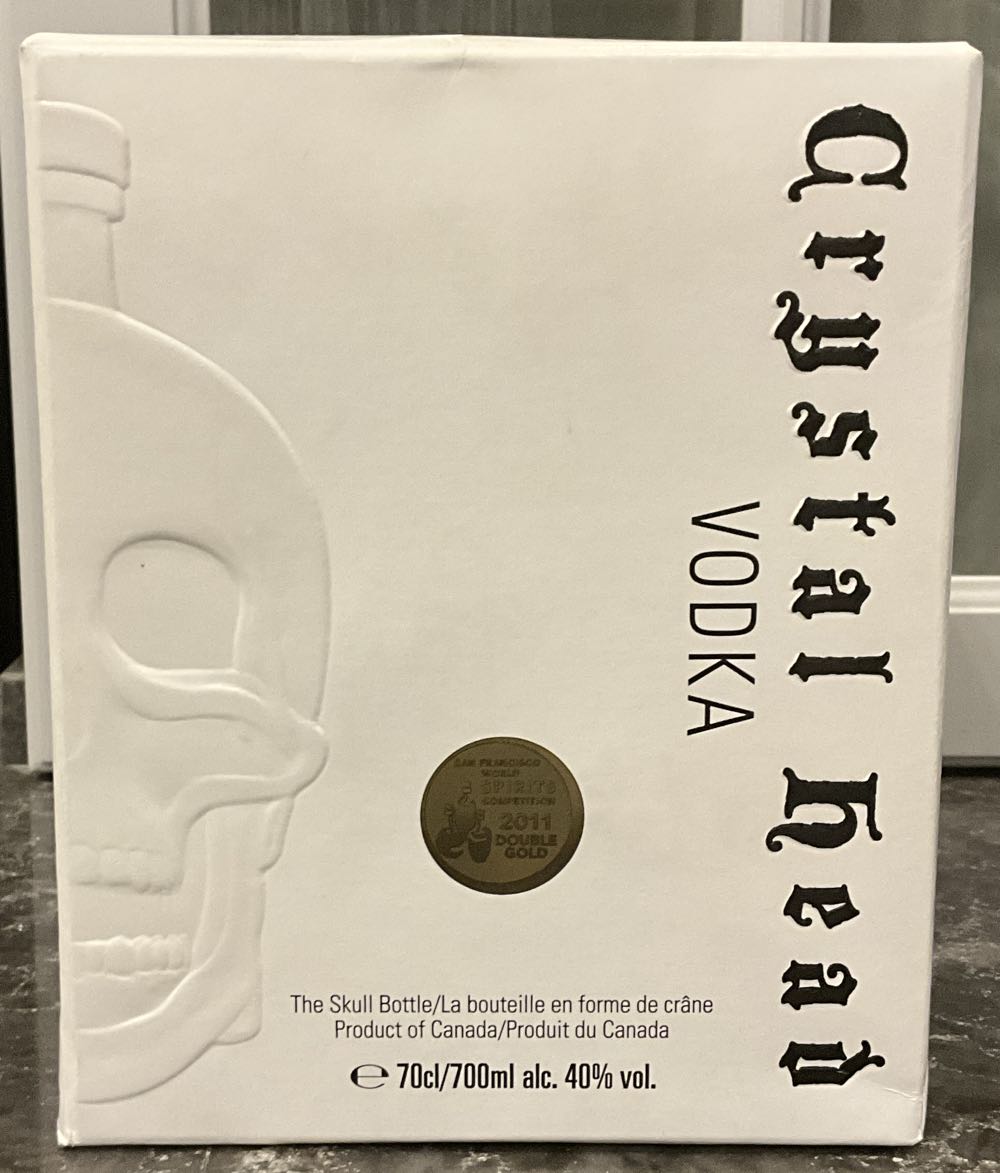 Crystal Head
VODKA
SAN FRANCISCO
WORLD
SPIRITS
COMPETITION
2011
DOUBLE
GOLD
The Skull Bottle/La bouteille en forme de crâne
Product of Canada/Produit du Canada
℮ 70cl/700ml alc. 40% vol.